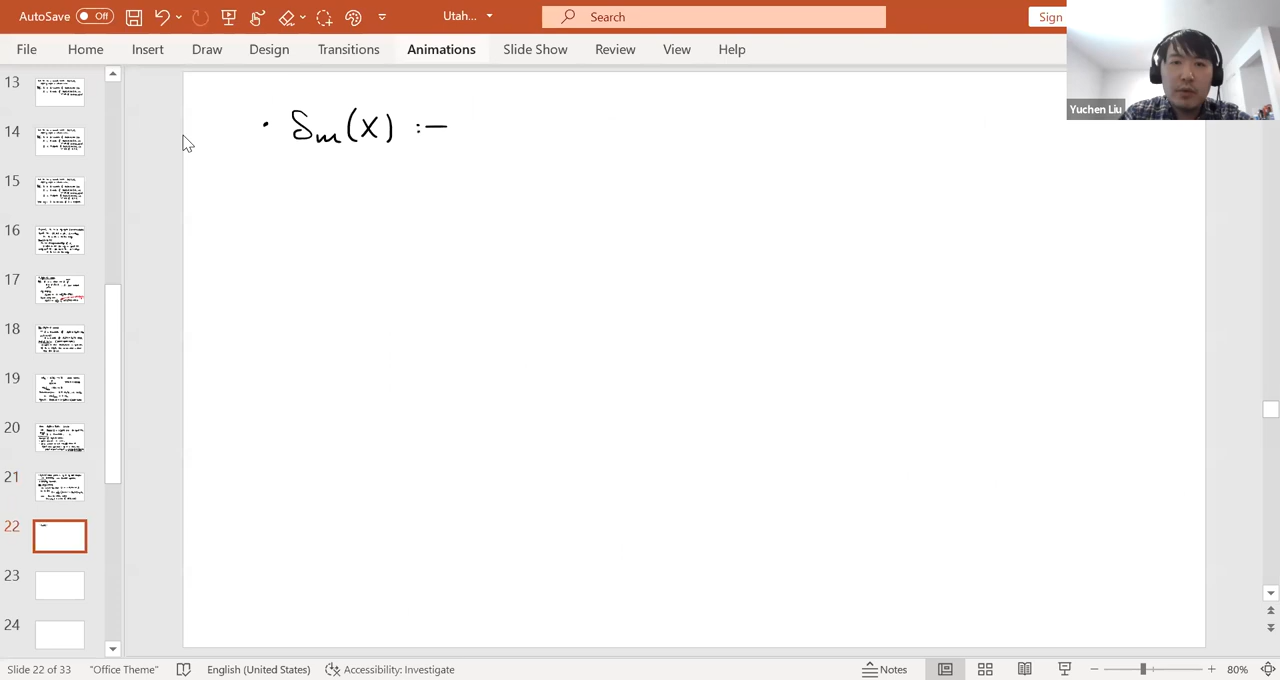 AutoSave Off Utah... Search Sign
File Home Insert Draw Design Transitions Animations Slide Show Review View Help
Yuchen Liu
13
14
15
16
17
18
19
20
21
22
23
24
• δm(X) :−
Slide 22 of 33 "Office Theme" English (United States) Accessibility: Investigate Notes 80%